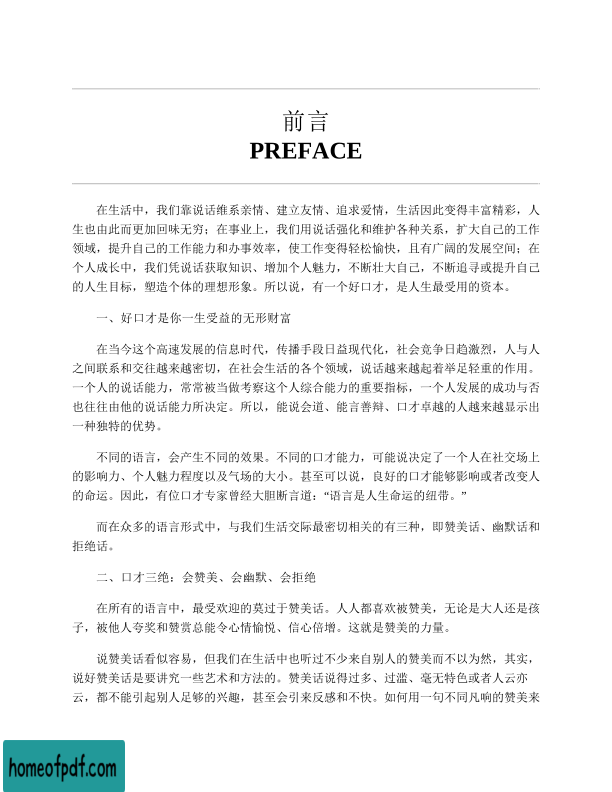 前言
PREFACE
在生活中，我们靠说话维系亲情、建立友情、追求爱情，生活因此变得丰富精彩，人
生也由此而更加回味无穷；在事业上，我们用说话强化和维护各种关系，扩大自己的工作
领域，提升自己的工作能力和办事效率，使工作变得轻松愉快，且有广阔的发展空间；在
个人成长中，我们凭说话获取知识、增加个人魅力，不断壮大自己，不断追寻或提升自己
的人生目标，塑造个体的理想形象。所以说，有一个好口才，是人生最受用的资本。
一、好口才是你一生受益的无形财富
在当今这个高速发展的信息时代，传播手段日益现代化，社会竞争日趋激烈，人与人
之间联系和交往越来越密切，在社会生活的各个领域，说话越来越起着举足轻重的作用。
一个人的说话能力，常常被当做考察这个人综合能力的重要指标，一个人发展的成功与否
也往往由他的说话能力所决定。所以，能说会道、能言善辩、口才卓越的人越来越显示出
一种独特的优势。
不同的语言，会产生不同的效果。不同的口才能力，可能说决定了一个人在社交场上
的影响力、个人魅力程度以及气场的大小。甚至可以说，良好的口才能够影响或者改变人
的命运。因此，有位口才专家曾经大胆断言道：“语言是人生命运的纽带。”
而在众多的语言形式中，与我们生活交际最密切相关的有三种，即赞美话、幽默话和
拒绝话。
二、口才三绝：会赞美、会幽默、会拒绝
在所有的语言中，最受欢迎的莫过于赞美话。人人都喜欢被赞美，无论是大人还是孩
子，被他人夸奖和赞赏总能令心情愉悦、信心倍增。这就是赞美的力量。
说赞美话看似容易，但我们在生活中也听过不少来自别人的赞美而不以为然，其实，
说好赞美话是要讲究一些艺术和方法的。赞美话说得过多、过滥、毫无特色或者人云亦
云，都不能引起别人足够的兴趣，甚至会引来反感和不快。如何用一句不同凡响的赞美来
homeofpdf.com